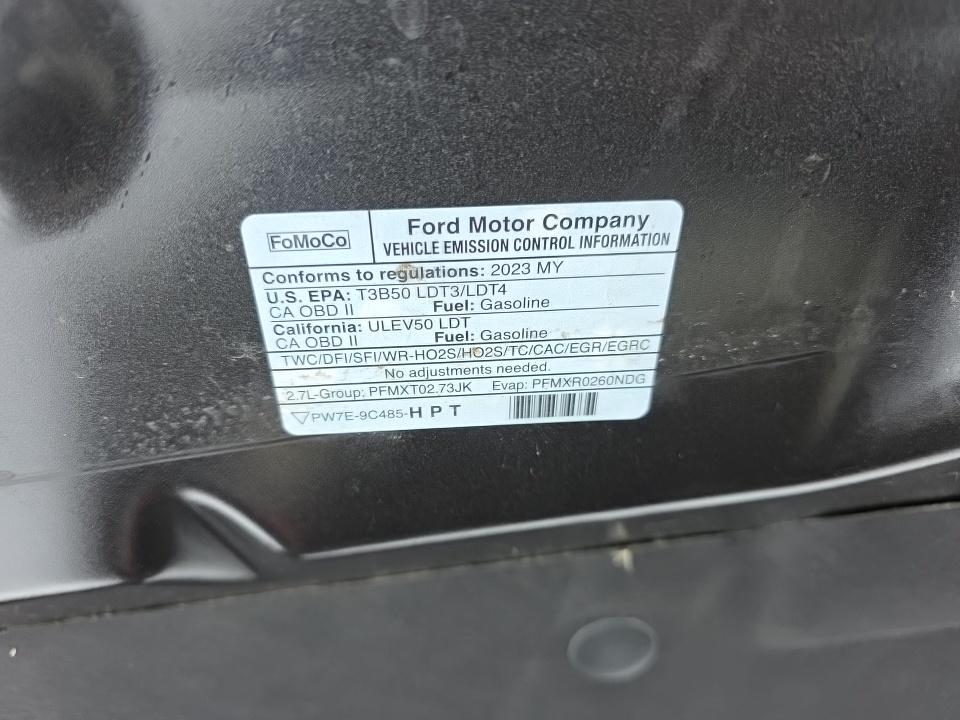 FoMoCo
Ford Motor Company
VEHICLE EMISSION CONTROL INFORMATION
Conforms to regulations: 2023 MY
U.S. EPA: T3B50 LDT3/LDT4
CA OBD II Fuel: Gasoline
California: ULEV50 LDT
CA OBD II Fuel: Gasoline
TWC/DFI/SFI/WR-HO2S/HO2S/TC/CAC/EGR/EGRC
No adjustments needed.
2.7L-Group: PFMXT02.73JK Evap: PFMXR0260NDG
PW7E-9C485-HPT